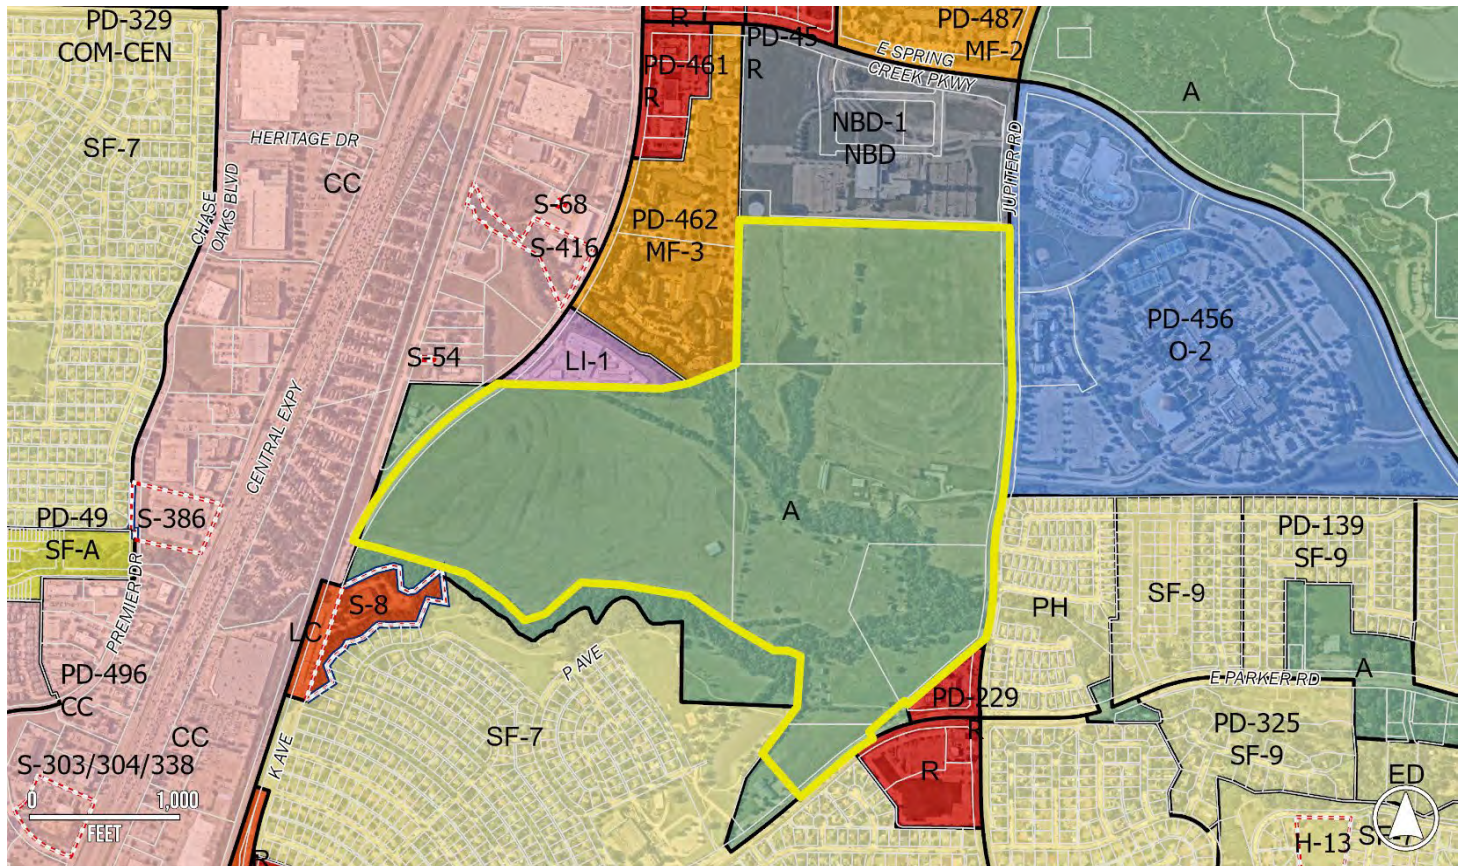 PD-329
COM-CEN
R
PD-45
R
PD-487
MF-2
E SPRING
CREEK PKWY
PD-461
R
A
SF-7
HERITAGE DR
CC
CHASE
OAKS BLVD
NBD-1
NBD
JUPITER RD
S-68
S-416
PD-462
MF-3
PD-456
O-2
S-54
LI-1
CENTRAL EXPY
PD-49
SF-A
S-386
A
PD-139
SF-9
PREMIER DR
S-8
LC
PH
SF-9
P AVE
PD-496
CC
PD-229
R
E PARKER RD
A
CC
SF-7
PD-325
SF-9
S-303/304/338
K AVE
R
ED
0
1,000
FEET
H-13
SF-7
R